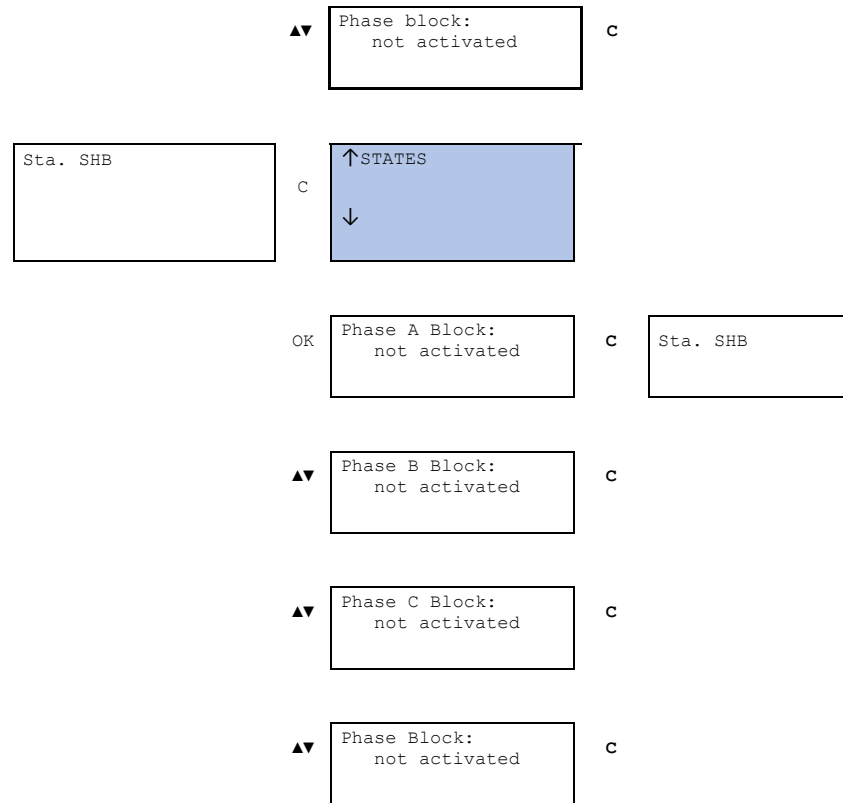 ▲▼ Phase block: C
not activated
Sta. SHB C ↑STATES
↓
OK Phase A Block: C Sta. SHB
not activated
▲▼ Phase B Block: C
not activated
▲▼ Phase C Block: C
not activated
▲▼ Phase Block: C
not activated